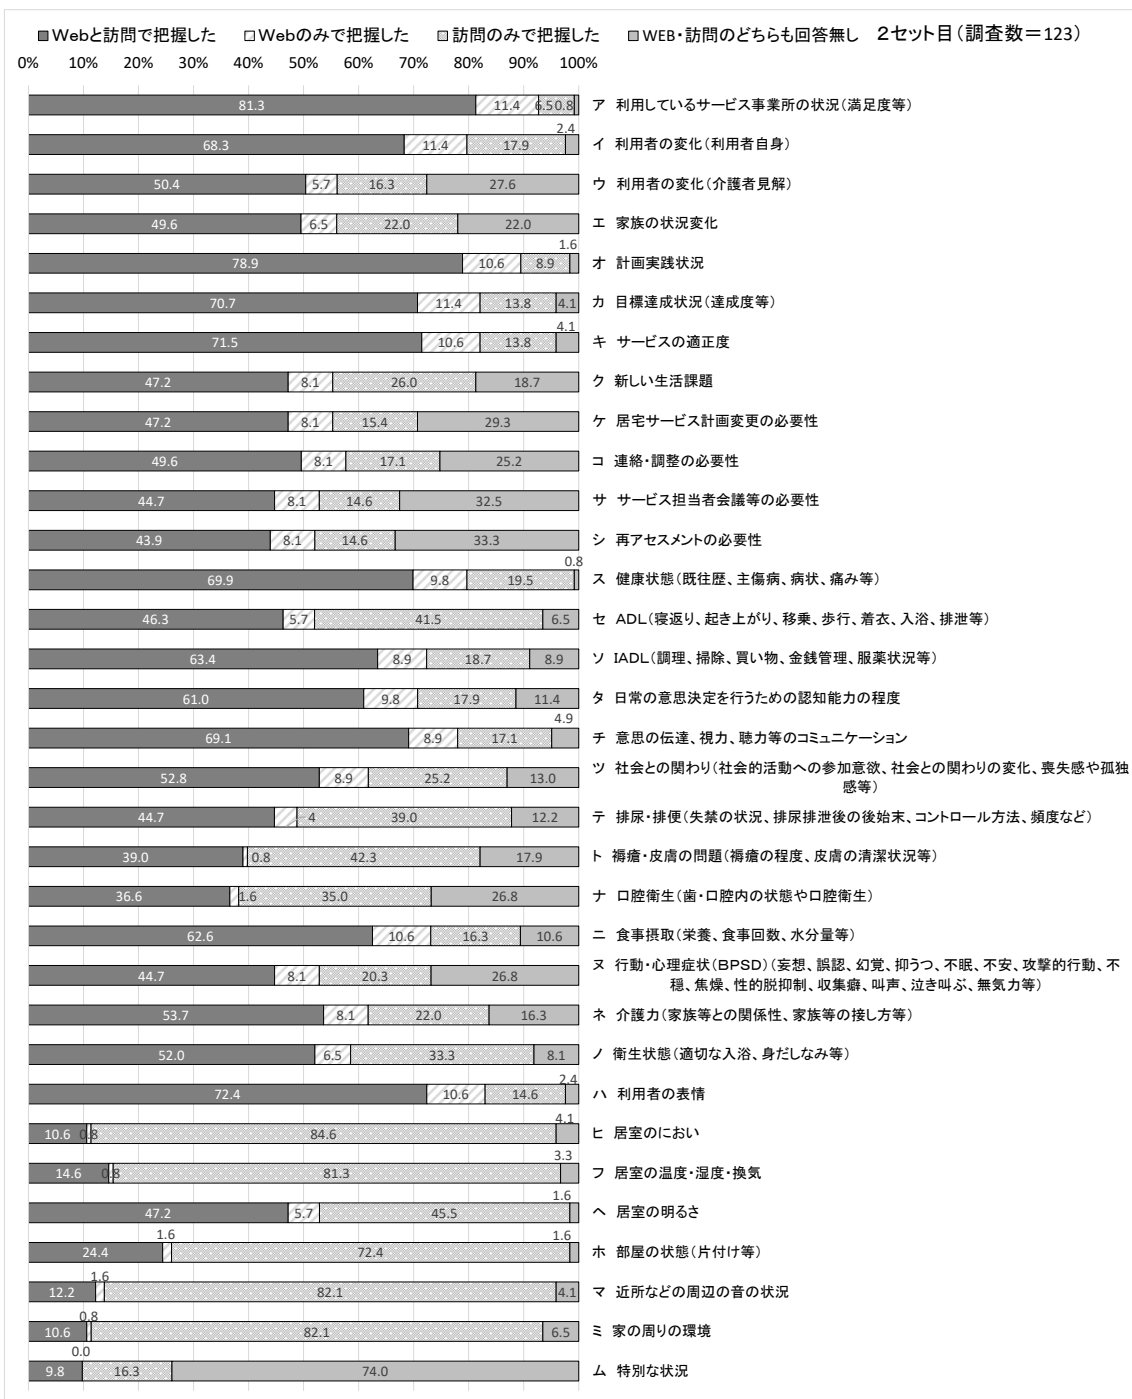 Webと訪問で把握した Webのみで把握した 訪問のみで把握した WEB・訪問のどちらも回答無し 2セット目(調査数=123)
0% 10% 20% 30% 40% 50% 60% 70% 80% 90% 100%
81.3 11.4 6.5 0.8 ア 利用しているサービス事業所の状況(満足度等)
68.3 11.4 17.9 2.4 イ 利用者の変化(利用者自身)
50.4 5.7 16.3 27.6 ウ 利用者の変化(介護者見解)
49.6 6.5 22.0 22.0 エ 家族の状況変化
78.9 10.6 8.9 1.6 オ 計画実践状況
70.7 11.4 13.8 4.1 カ 目標達成状況(達成度等)
71.5 10.6 13.8 4.1 キ サービスの適正度
47.2 8.1 26.0 18.7 ク 新しい生活課題
47.2 8.1 15.4 29.3 ケ 居宅サービス計画変更の必要性
49.6 8.1 17.1 25.2 コ 連絡・調整の必要性
44.7 8.1 14.6 32.5 サ サービス担当者会議等の必要性
43.9 8.1 14.6 33.3 シ 再アセスメントの必要性
69.9 9.8 19.5 0.8 ス 健康状態(既往歴、主傷病、病状、痛み等)
46.3 5.7 41.5 6.5 セ ADL(寝返り、起き上がり、移乗、歩行、着衣、入浴、排泄等)
63.4 8.9 18.7 8.9 ソ IADL(調理、掃除、買い物、金銭管理、服薬状況等)
61.0 9.8 17.9 11.4 タ 日常の意思決定を行うための認知能力の程度
69.1 8.9 17.1 4.9 チ 意思の伝達、視力、聴力等のコミュニケーション
52.8 8.9 25.2 13.0 ツ 社会との関わり(社会的活動への参加意欲、社会との関わりの変化、喪失感や孤独
感等)
44.7 4 39.0 12.2 テ 排尿・排便(失禁の状況、排尿排泄後の後始末、コントロール方法、頻度など)
39.0 0.8 42.3 17.9 ト 褥瘡・皮膚の問題(褥瘡の程度、皮膚の清潔状況等)
36.6 1.6 35.0 26.8 ナ 口腔衛生(歯・口腔内の状態や口腔衛生)
62.6 10.6 16.3 10.6 ニ 食事摂取(栄養、食事回数、水分量等)
44.7 8.1 20.3 26.8 ヌ 行動・心理症状(BPSD)(妄想、誤認、幻覚、抑うつ、不眠、不安、攻撃的行動、不
穏、焦燥、性的脱抑制、収集癖、叫声、泣き叫ぶ、無気力等)
53.7 8.1 22.0 16.3 ネ 介護力(家族等との関係性、家族等の接し方等)
52.0 6.5 33.3 8.1 ノ 衛生状態(適切な入浴、身だしなみ等)
72.4 10.6 14.6 2.4 ハ 利用者の表情
10.6 0.8 84.6 4.1 ヒ 居室のにおい
14.6 0.8 81.3 3.3 フ 居室の温度・湿度・換気
47.2 5.7 45.5 1.6 ヘ 居室の明るさ
24.4 1.6 72.4 1.6 ホ 部屋の状態(片付け等)
12.2 1.6 82.1 4.1 マ 近所などの周辺の音の状況
10.6 0.8 82.1 6.5 ミ 家の周りの環境
9.8 0.0 16.3 74.0 ム 特別な状況